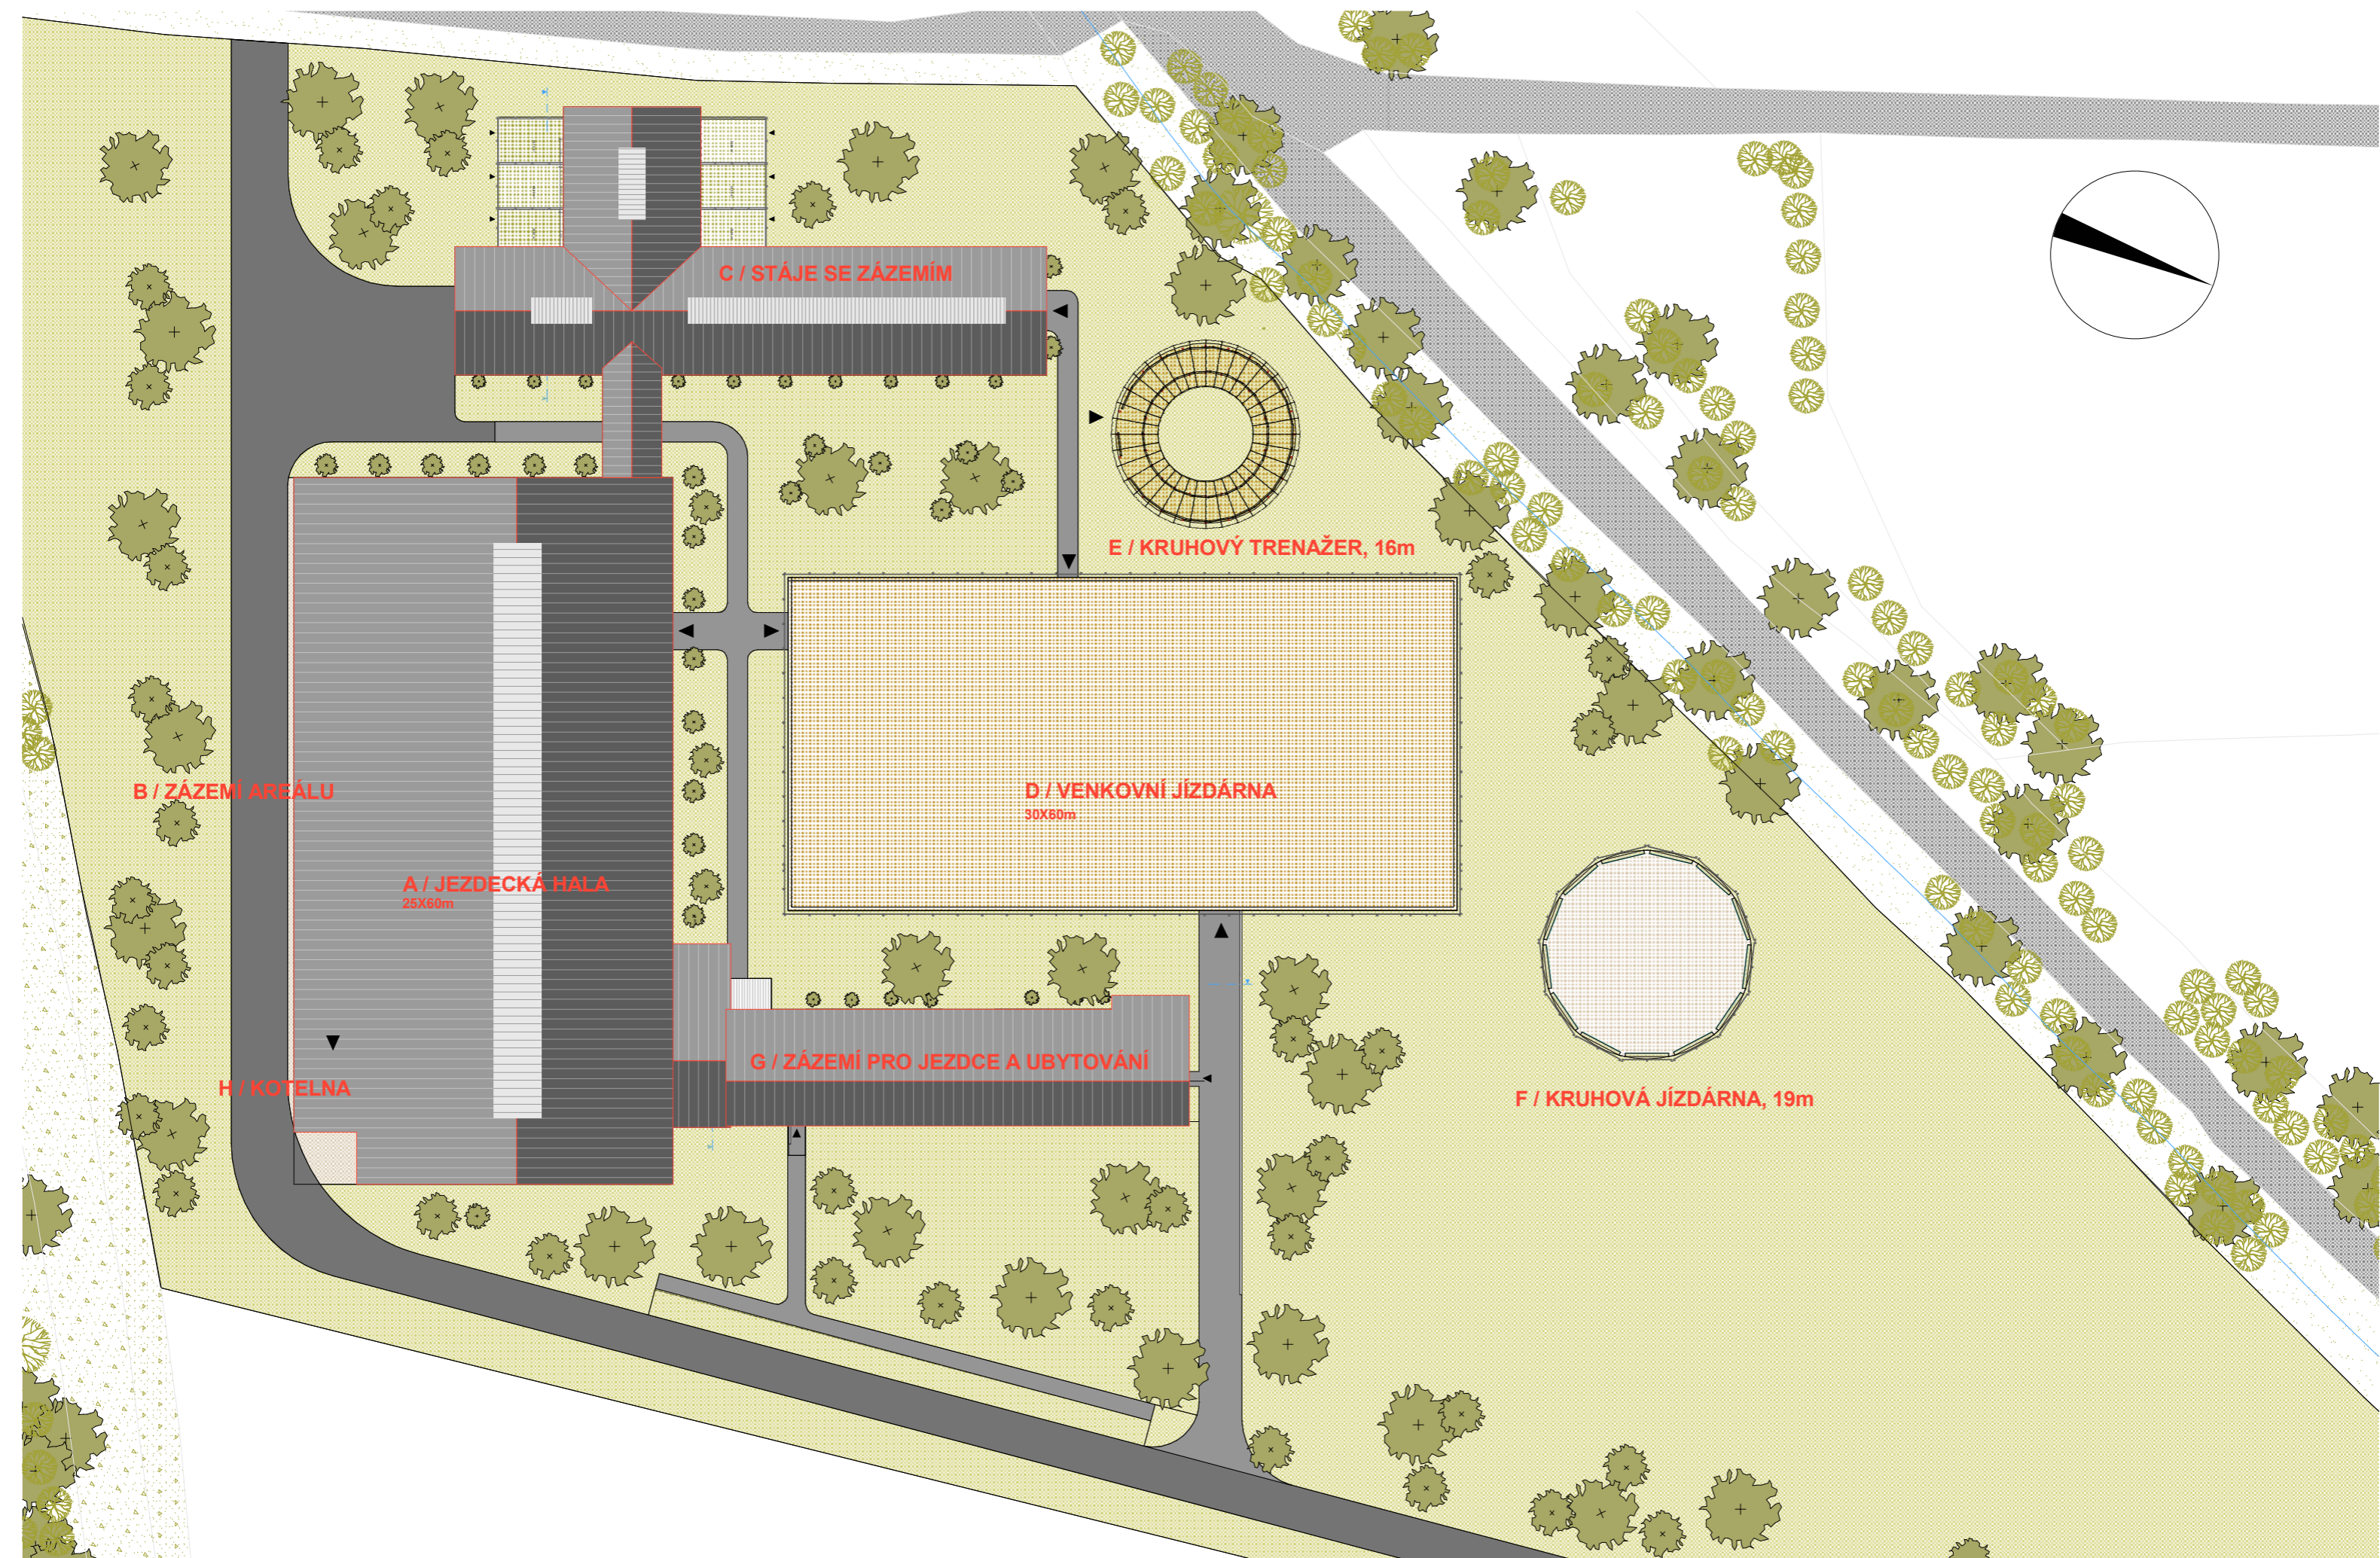 C / STÁJE SE ZÁZEMÍM
E / KRUHOVÝ TRENAŽER, 16m
B / ZÁZEMÍ AREÁLU
D / VENKOVNÍ JÍZDÁRNA
30X60m
A / JEZDECKÁ HALA
25X60m
G / ZÁZEMÍ PRO JEZDCE A UBYTOVÁNÍ
H / KOTELNA
F / KRUHOVÁ JÍZDÁRNA, 19m